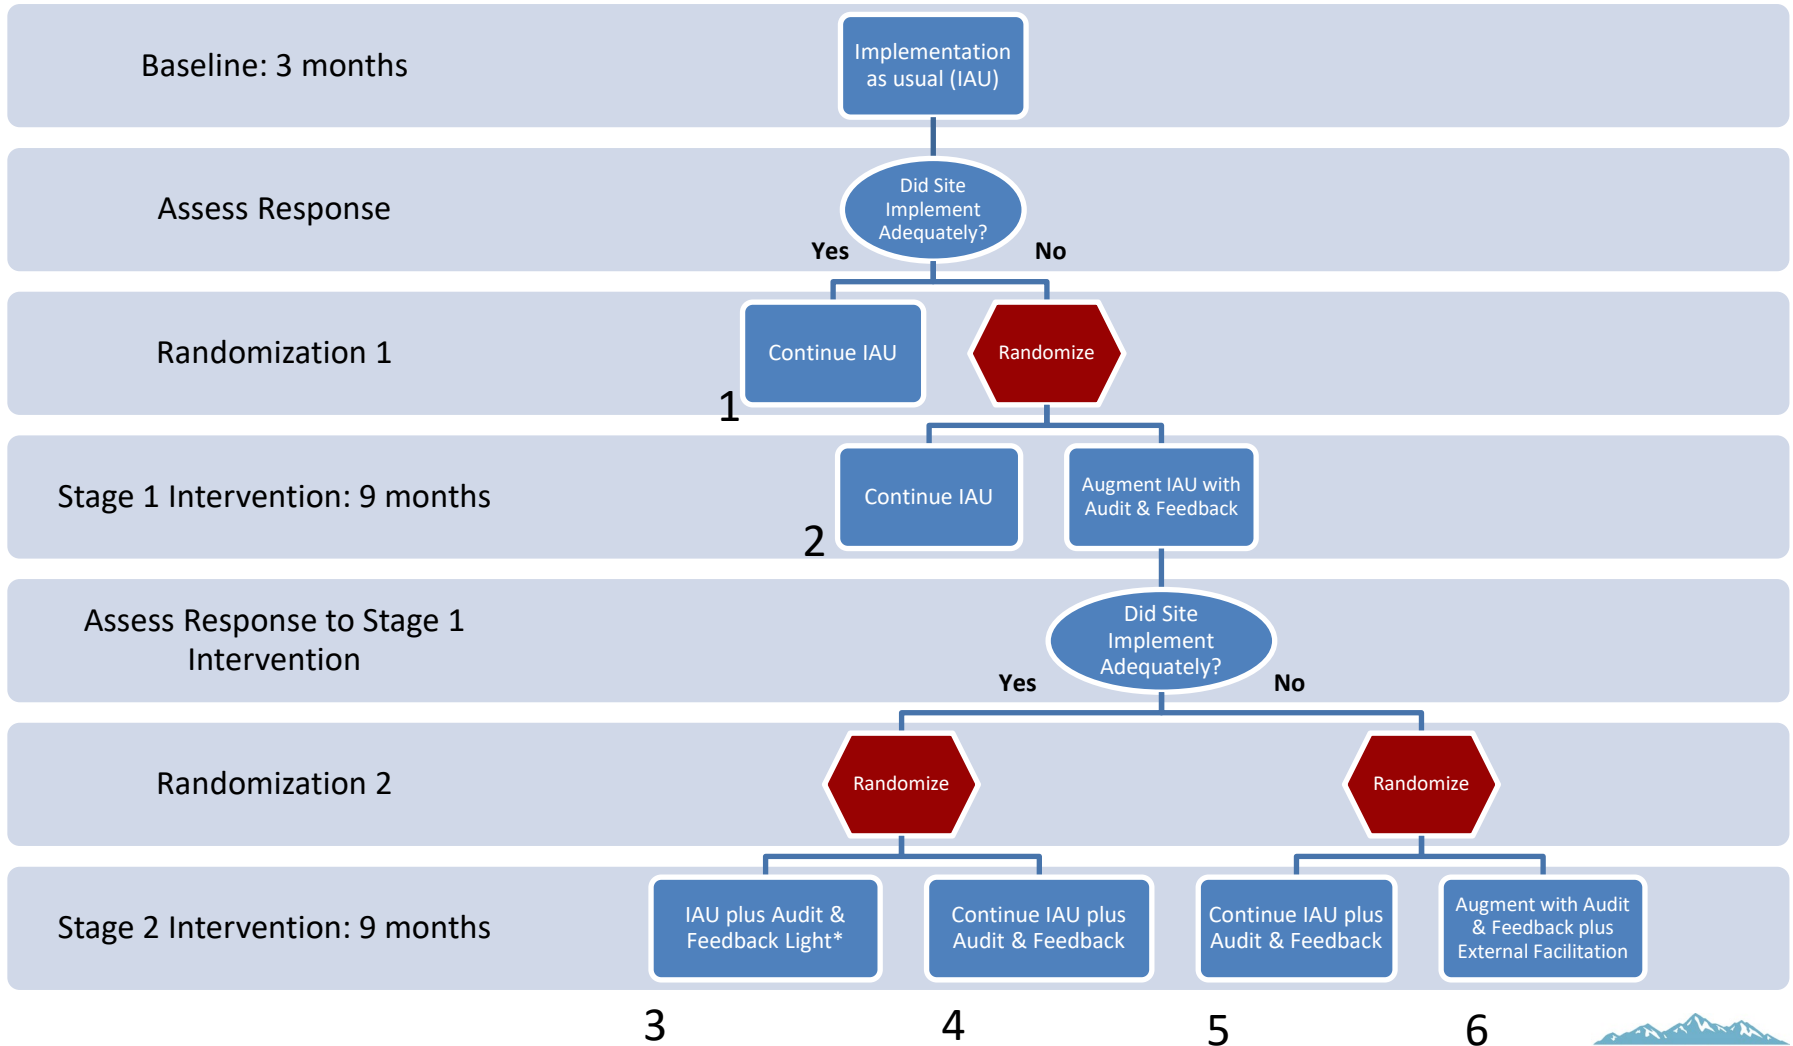 Baseline: 3 months
Implementation
as usual (IAU)
Assess Response
Did Site
Implement
Adequately?
Yes
No
Randomization 1
Continue IAU
Randomize
1
Stage 1 Intervention: 9 months
Continue IAU
Augment IAU with
Audit & Feedback
2
Assess Response to Stage 1
Intervention
Did Site
Implement
Adequately?
Yes
No
Randomization 2
Randomize
Randomize
Stage 2 Intervention: 9 months
IAU plus Audit &
Feedback Light*
Continue IAU plus
Audit & Feedback
Continue IAU plus
Audit & Feedback
Augment with Audit
& Feedback plus
External Facilitation
3
4
5
6